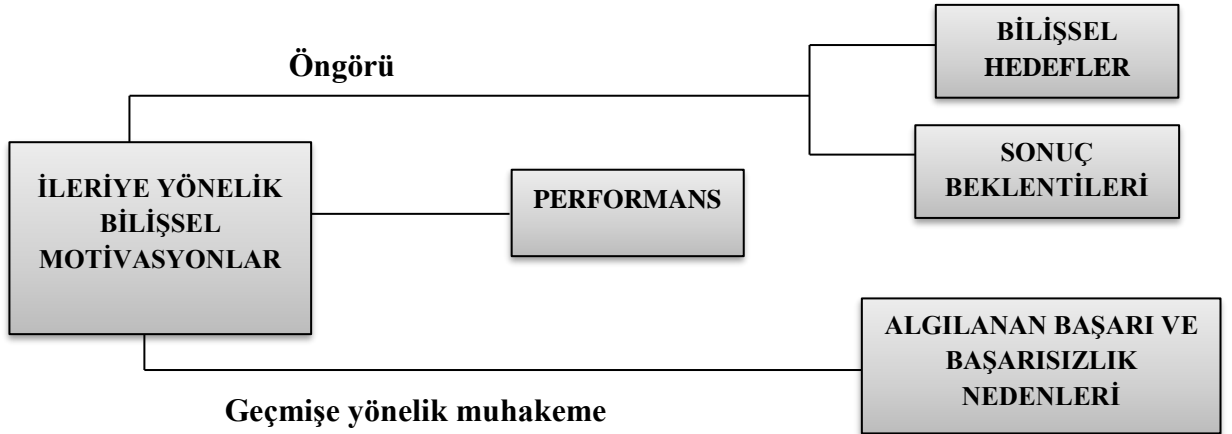 Öngörü
BİLİŞSEL
HEDEFLER
SONUÇ
BEKLENTİLERİ
İLERİYE YÖNELİK
BİLİŞSEL
MOTİVASYONLAR
PERFORMANS
ALGILANAN BAŞARI VE
BAŞARISIZLIK
NEDENLERİ
Geçmişe yönelik muhakeme